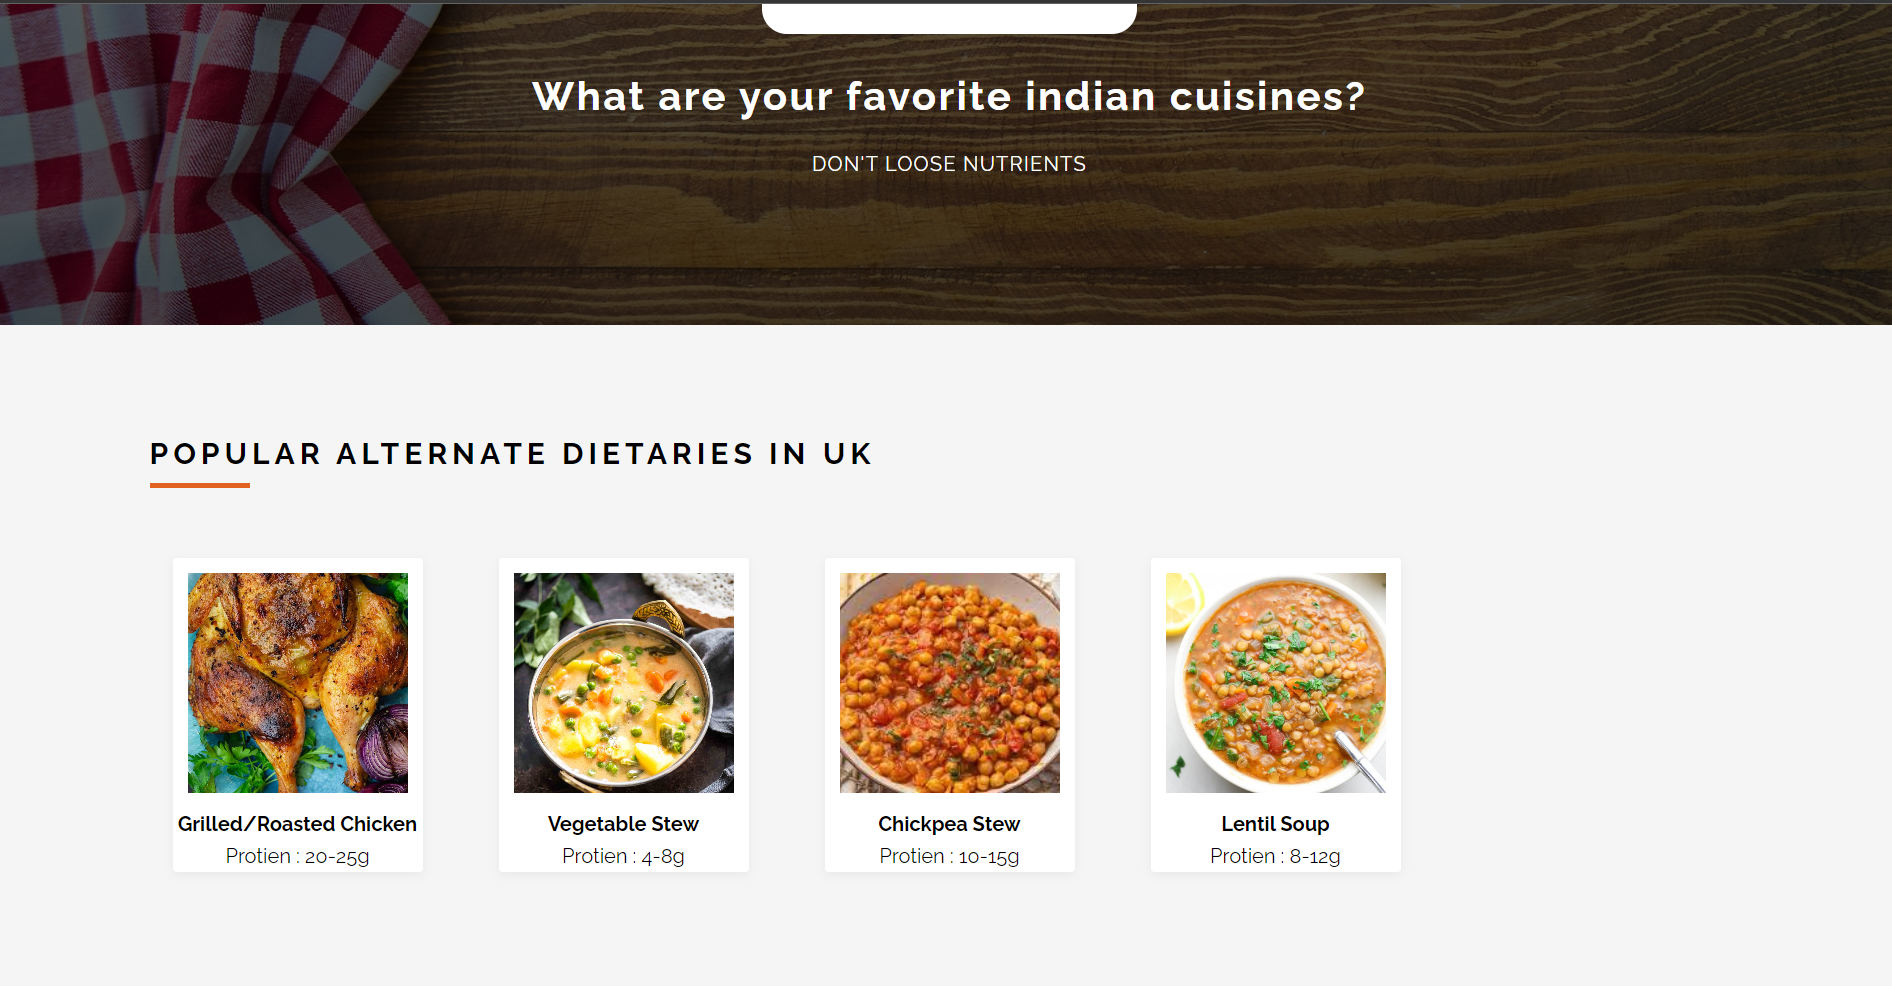 What are your favorite indian cuisines?
DON'T LOOSE NUTRIENTS
POPULAR ALTERNATE DIETARIES IN UK
Grilled/Roasted Chicken
Protien : 20-25g
Vegetable Stew
Protien : 4-8g
Chickpea Stew
Protien : 10-15g
Lentil Soup
Protien : 8-12g